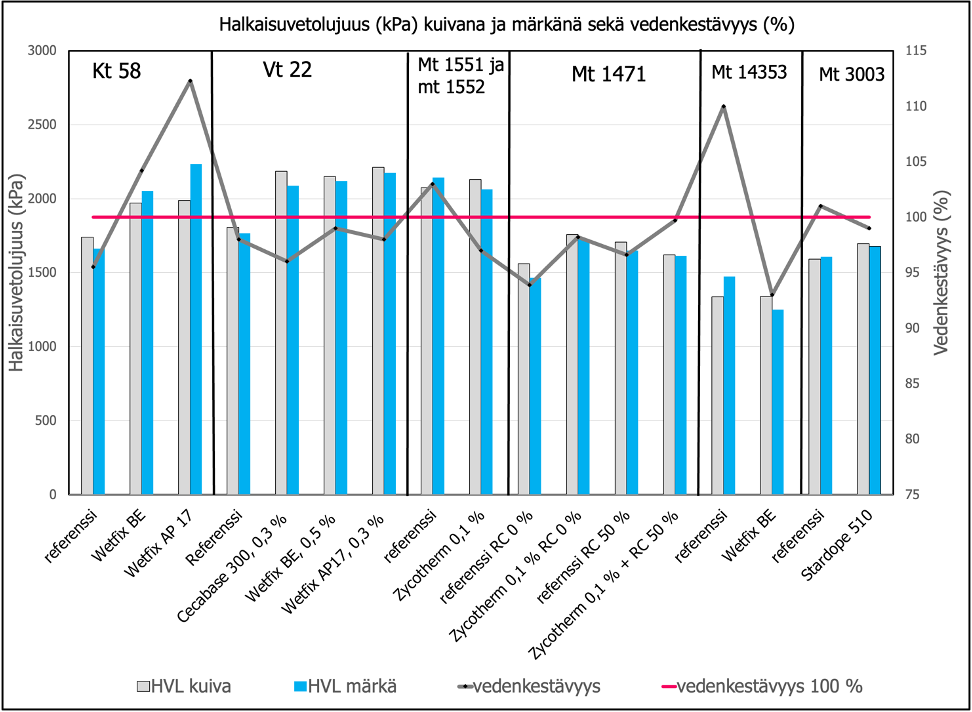 Halkaisuvetolujuus (kPa) kuivana ja märkänä sekä vedenkestävyys (%)
Kt 58
Vt 22
Mt 1551 ja
mt 1552
Mt 1471
Mt 14353
Mt 3003
Halkaisuvetolujuus (kPa)
3000
2500
2000
1500
1000
500
0
Vedenkestävyys (%)
115
110
105
100
95
90
85
80
75
referenssi
Wetfix BE
Wetfix AP 17
Referenssi
Cecabase 300, 0,3 %
Wetfix BE, 0,5 %
Wetfix AP17, 0,3 %
referenssi
Zycotherm 0,1 %
referenssi RC 0 %
Zycotherm 0,1 % RC 0 %
refernssi RC 50 %
Zycotherm 0,1 % + RC 50 %
referenssi
Wetfix BE
referenssi
Stardope 510
HVL kuiva
HVL märkä
vedenkestävyys
vedenkestävyys 100 %